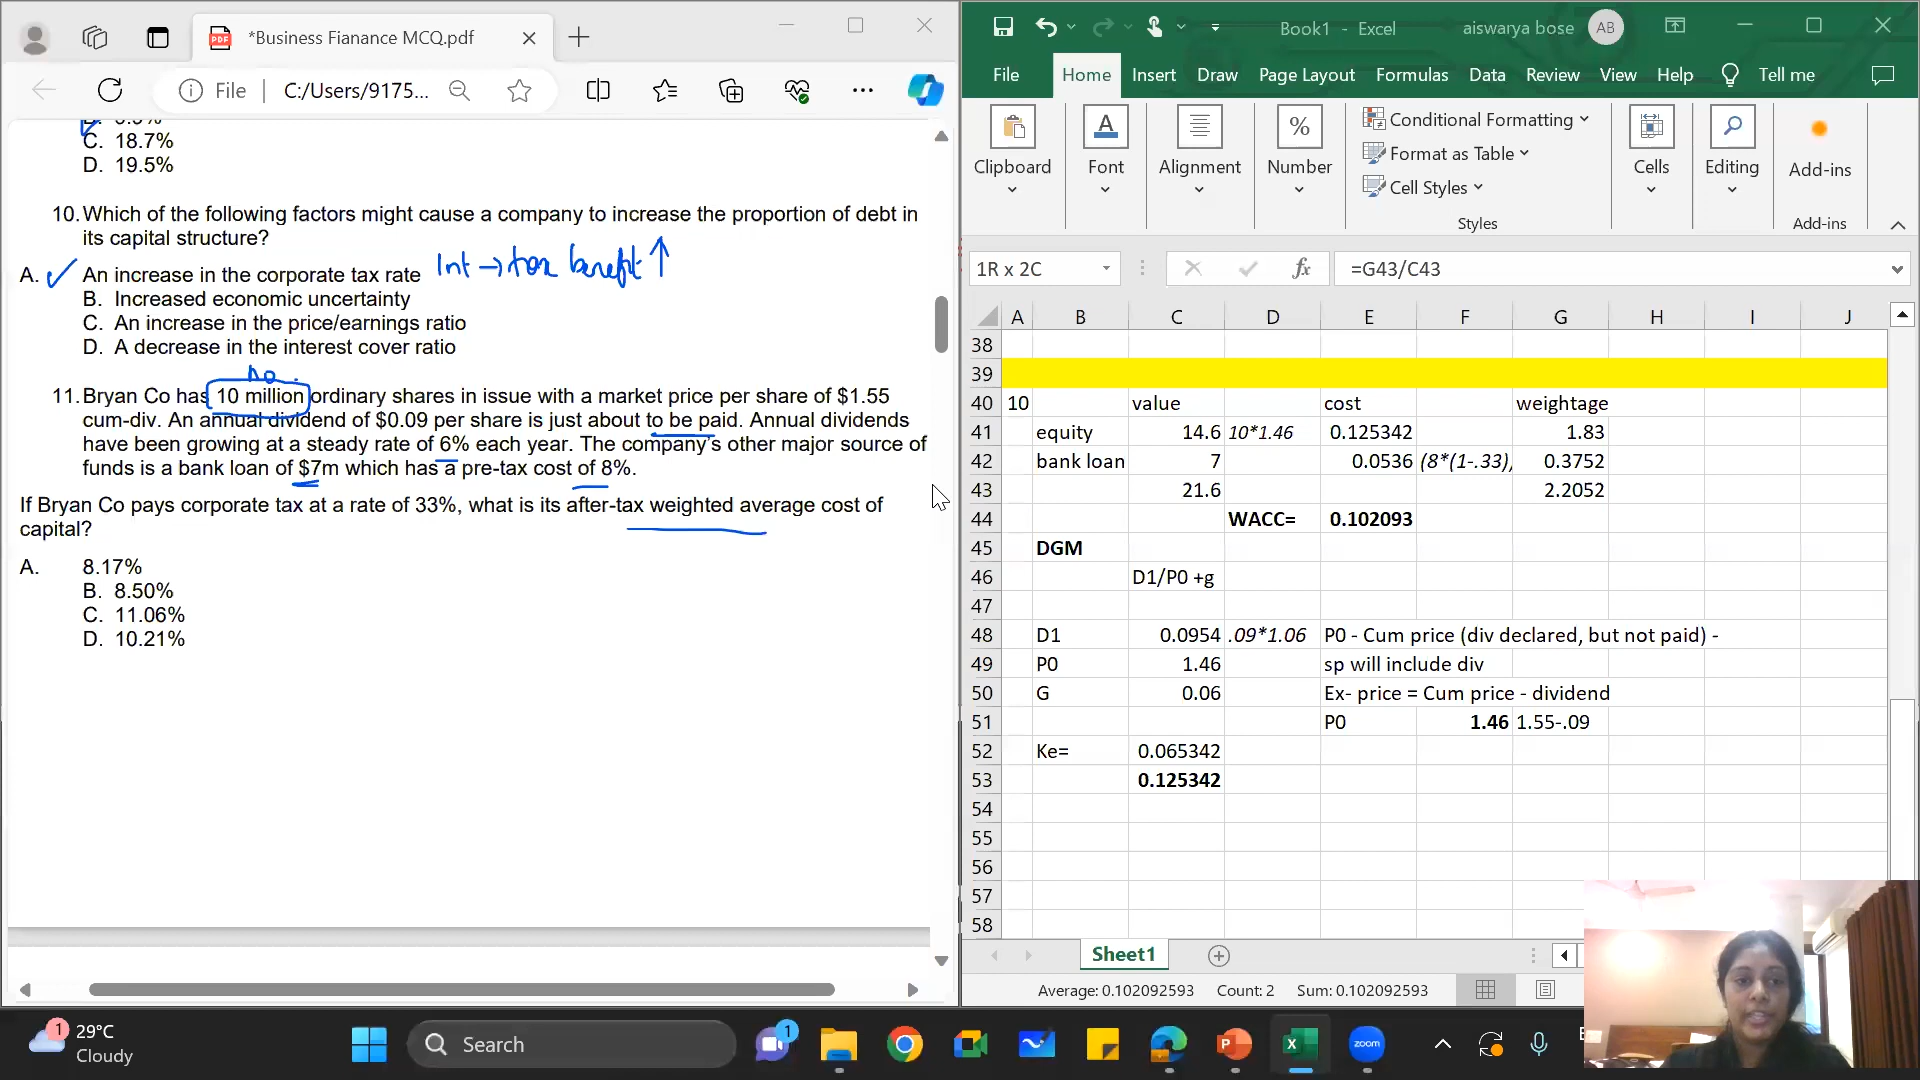 *Business Fianance MCQ.pdf
File
C:/Users/9175...
C. 18.7%
D. 19.5%
10. Which of the following factors might cause a company to increase the proportion of debt in
its capital structure?
Int → tax benefit ↑
A. An increase in the corporate tax rate
B. Increased economic uncertainty
C. An increase in the price/earnings ratio
D. A decrease in the interest cover ratio
no.
11. Bryan Co has 10 million ordinary shares in issue with a market price per share of $1.55
cum-div. An annual dividend of $0.09 per share is just about to be paid. Annual dividends
have been growing at a steady rate of 6% each year. The company's other major source of
funds is a bank loan of $7m which has a pre-tax cost of 8%.
If Bryan Co pays corporate tax at a rate of 33%, what is its after-tax weighted average cost of
capital?
A. 8.17%
B. 8.50%
C. 11.06%
D. 10.21%
Book1 - Excel
aiswarya bose
AB
File Home Insert Draw Page Layout Formulas Data Review View Help Tell me
Clipboard
Font
Alignment
Number
Conditional Formatting
Format as Table
Cell Styles
Styles
Cells
Editing
Add-ins
Add-ins
1R x 2C
fx
=G43/C43
A B C D E F G H I J
38
39
40 10 value cost weightage
41 equity 14.6 10*1.46 0.125342 1.83
42 bank loan 7 0.0536 (8*(1-.33), 0.3752
43 21.6 2.2052
44 WACC= 0.102093
45 DGM
46 D1/P0 +g
47
48 D1 0.0954 .09*1.06 P0 - Cum price (div declared, but not paid) -
49 P0 1.46 sp will include div
50 G 0.06 Ex- price = Cum price - dividend
51 P0 1.46 1.55-.09
52 Ke= 0.065342
53 0.125342
54
55
56
57
58
Sheet1
Average: 0.102092593 Count: 2 Sum: 0.102092593
1
29°C
Cloudy
Search
1
zoom